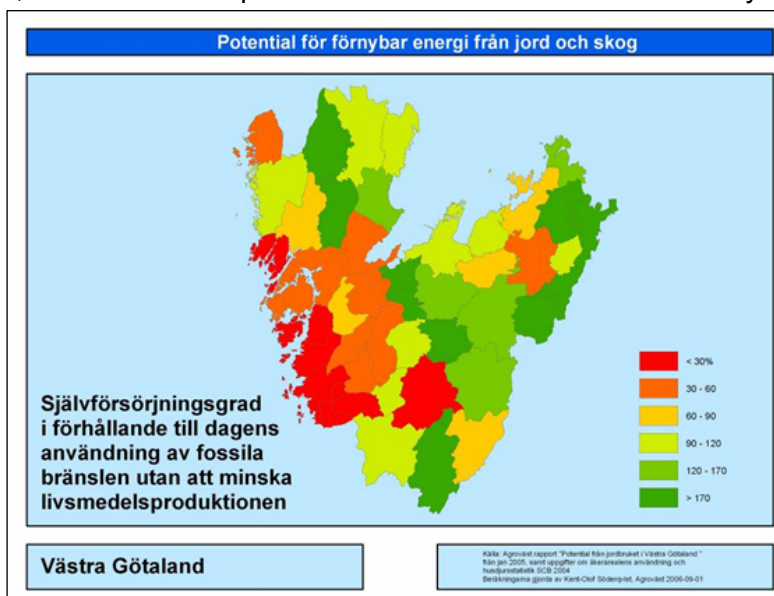 Potential för förnybar energi från jord och skog
Självförsörjningsgrad
i förhållande till dagens
användning av fossila
bränslen utan att minska
livsmedelsproduktionen
< 30%
30 - 60
60 - 90
90 - 120
120 - 170
> 170
Västra Götaland
Källa: Agroväst rapport "Potential från jordbruket i Västra Götaland "
från jan 2005, samt uppgifter om åkerarealens användning och
husdjursstatistik SCB 2004
Beräkningarna gjorda av Kent-Olof Söderqvist, Agroväst 2006-09-01